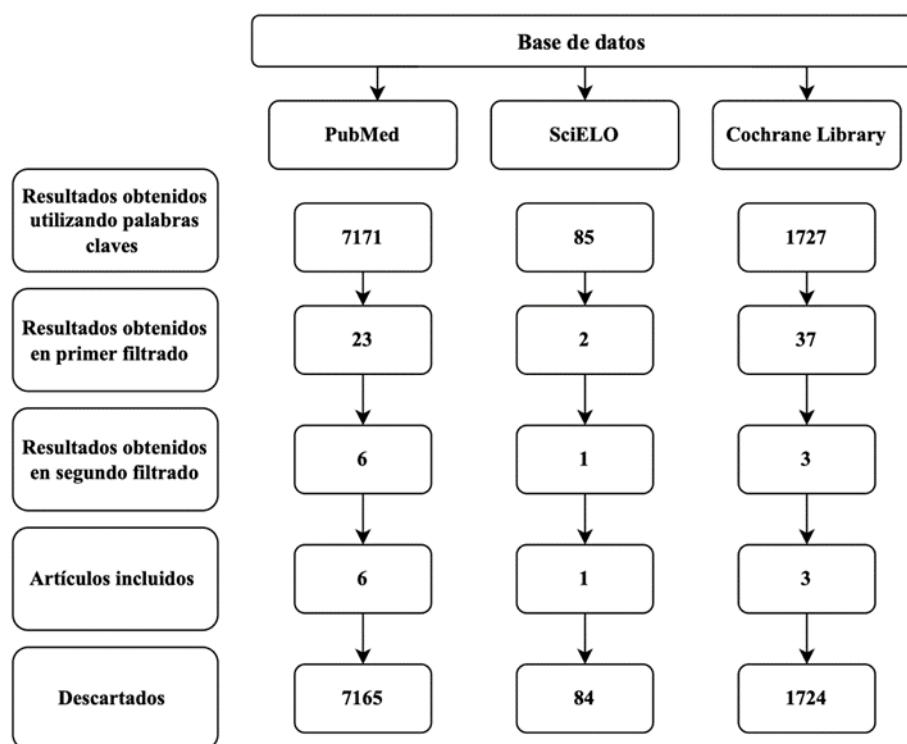 Base de datos
PubMed
SciELO
Cochrane Library
Resultados obtenidos
utilizando palabras
claves
7171
85
1727
Resultados obtenidos
en primer filtrado
23
2
37
Resultados obtenidos
en segundo filtrado
6
1
3
Artículos incluidos
6
1
3
Descartados
7165
84
1724